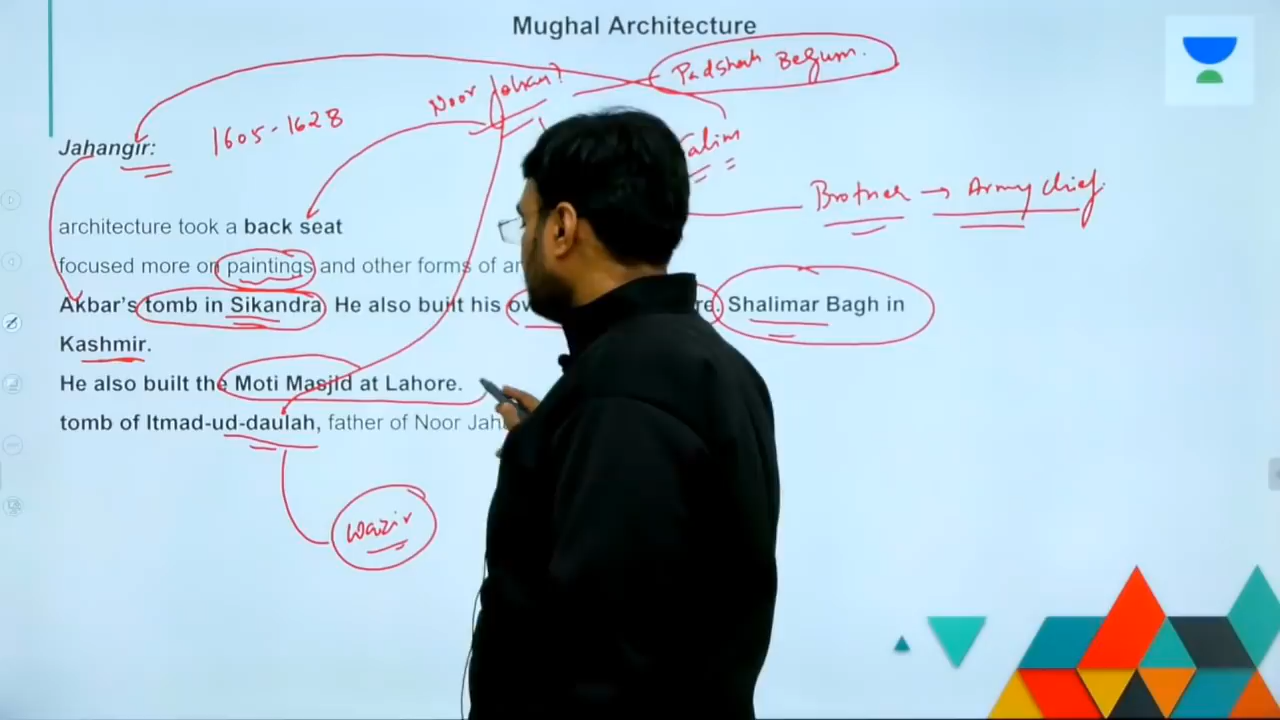 Mughal Architecture
Padshah Begum.
Noor Jahan?
1605-1628
Jahangir:
Salim
Brother → Army chief.
architecture took a back seat
focused more on paintings and other forms of
Akbar's tomb in Sikandra. He also built his Shalimar Bagh in
Kashmir.
He also built the Moti Masjid at Lahore.
tomb of Itmad-ud-daulah, father of Noor
Wazir